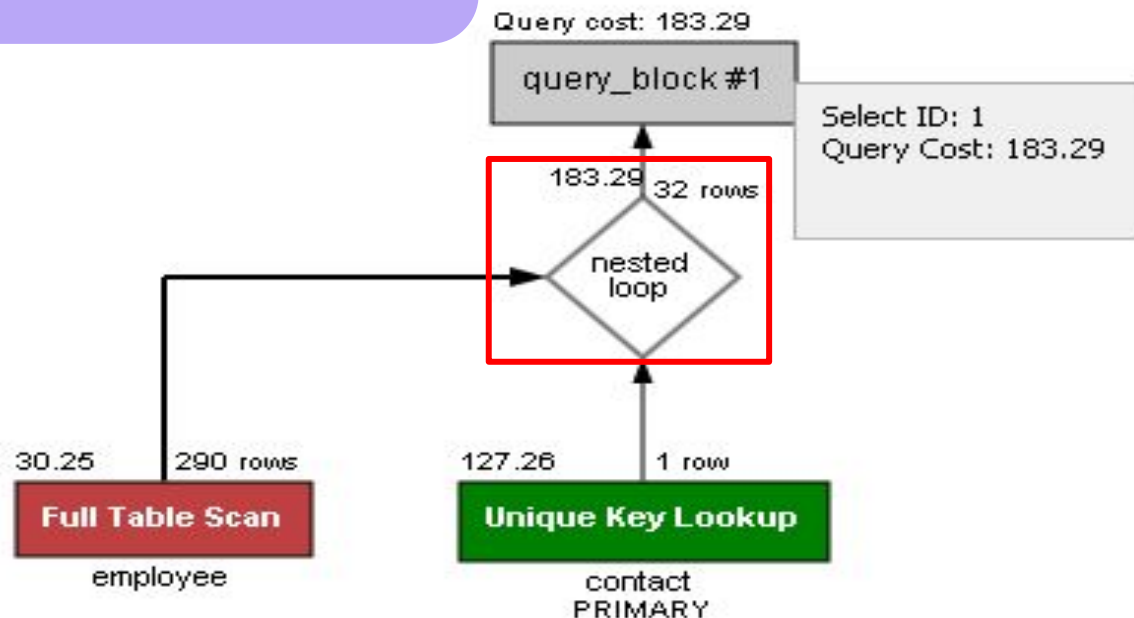 Query cost: 183.29
query_block #1
Select ID: 1
Query Cost: 183.29
183.29
32 rows
nested
loop
30.25
290 rows
127.26
1 row
Full Table Scan
Unique Key Lookup
employee
contact
PRIMARY